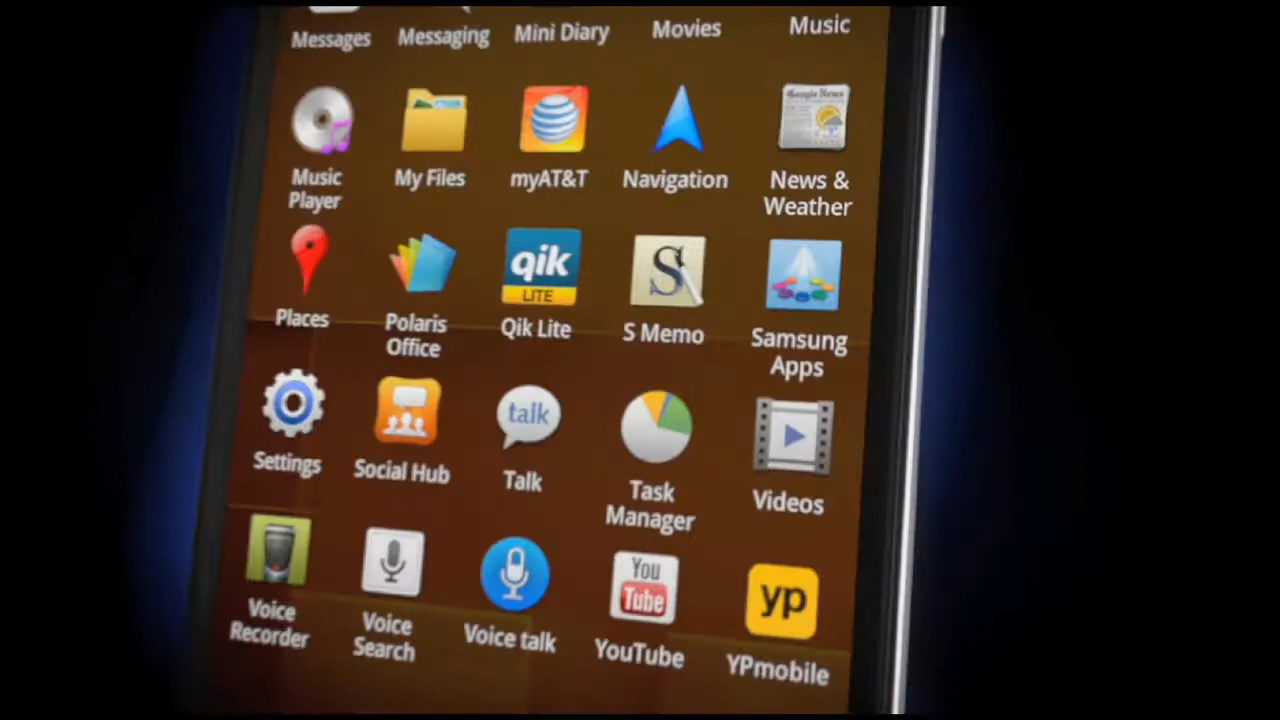 Messages Messaging Mini Diary Movies Music
Google News
Music Player My Files myAT&T Navigation News & Weather
qik
LITE
S
Places Polaris Office Qik Lite S Memo Samsung Apps
talk
Settings Social Hub Talk Task Manager Videos
You
Tube
yp
Voice Recorder Voice Search Voice talk YouTube YPmobile